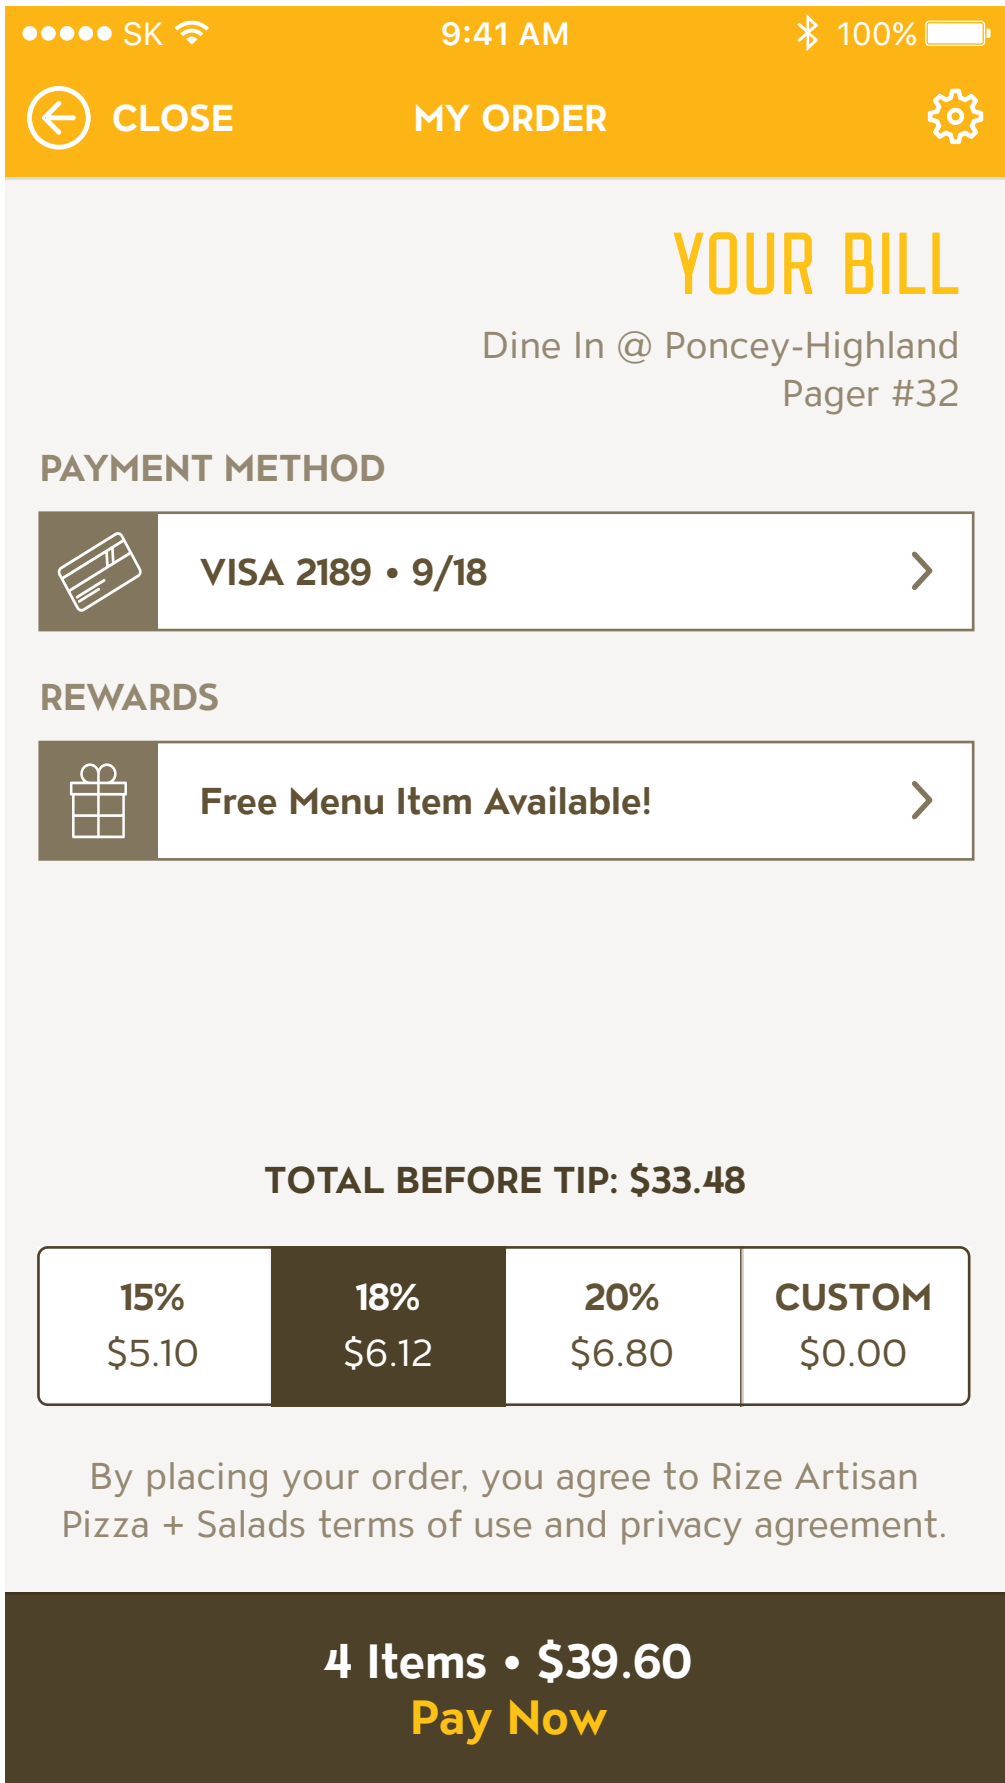 SK 9:41 AM 100%
CLOSE MY ORDER
YOUR BILL
Dine In @ Poncey-Highland
Pager #32
PAYMENT METHOD
VISA 2189 • 9/18
REWARDS
Free Menu Item Available!
TOTAL BEFORE TIP: $33.48
15% 18% 20% CUSTOM
$5.10 $6.12 $6.80 $0.00
By placing your order, you agree to Rize Artisan
Pizza + Salads terms of use and privacy agreement.
4 Items • $39.60
Pay Now